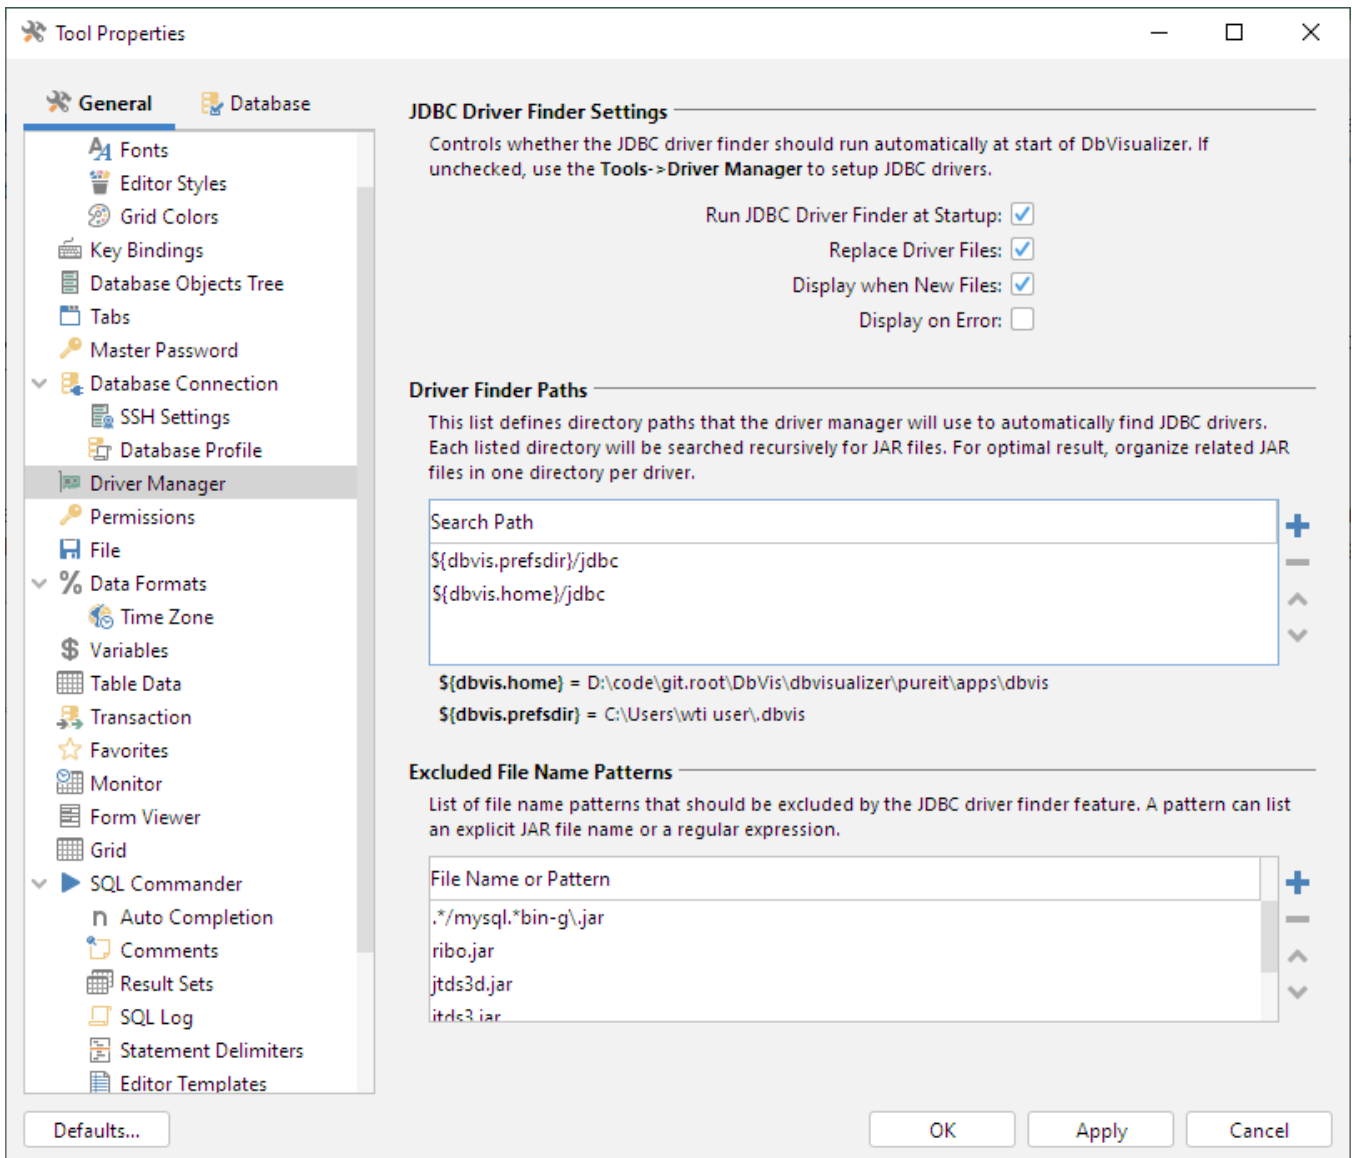 Tool Properties
General
Database
Fonts
Editor Styles
Grid Colors
Key Bindings
Database Objects Tree
Tabs
Master Password
Database Connection
SSH Settings
Database Profile
Driver Manager
Permissions
File
Data Formats
Time Zone
Variables
Table Data
Transaction
Favorites
Monitor
Form Viewer
Grid
SQL Commander
Auto Completion
Comments
Result Sets
SQL Log
Statement Delimiters
Editor Templates
JDBC Driver Finder Settings
Controls whether the JDBC driver finder should run automatically at start of DbVisualizer. If
unchecked, use the Tools->Driver Manager to setup JDBC drivers.
Run JDBC Driver Finder at Startup:
Replace Driver Files:
Display when New Files:
Display on Error:
Driver Finder Paths
This list defines directory paths that the driver manager will use to automatically find JDBC drivers.
Each listed directory will be searched recursively for JAR files. For optimal result, organize related JAR
files in one directory per driver.
Search Path
${dbvis.prefsdir}/jdbc
${dbvis.home}/jdbc
${dbvis.home} = D:\code\git.root\DbVis\dbvisualizer\pureit\apps\dbvis
${dbvis.prefsdir} = C:\Users\wti user\.dbvis
Excluded File Name Patterns
List of file name patterns that should be excluded by the JDBC driver finder feature. A pattern can list
an explicit JAR file name or a regular expression.
File Name or Pattern
.*/mysql.*bin-g\.jar
ribo.jar
jtds3d.jar
jtds3.jar
Defaults...
OK
Apply
Cancel